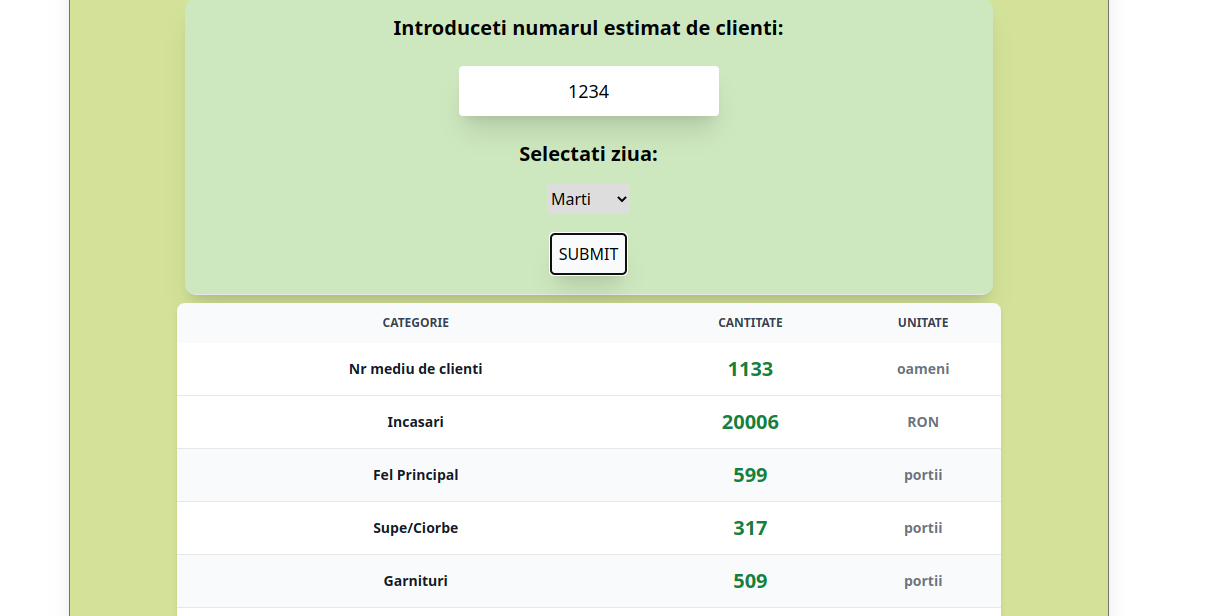 Introduceti numarul estimat de clienti:
1234
Selectati ziua:
Marti
SUBMIT
CATEGORIE CANTITATE UNITATE
Nr mediu de clienti 1133 oameni
Incasari 20006 RON
Fel Principal 599 portii
Supe/Ciorbe 317 portii
Garnituri 509 portii